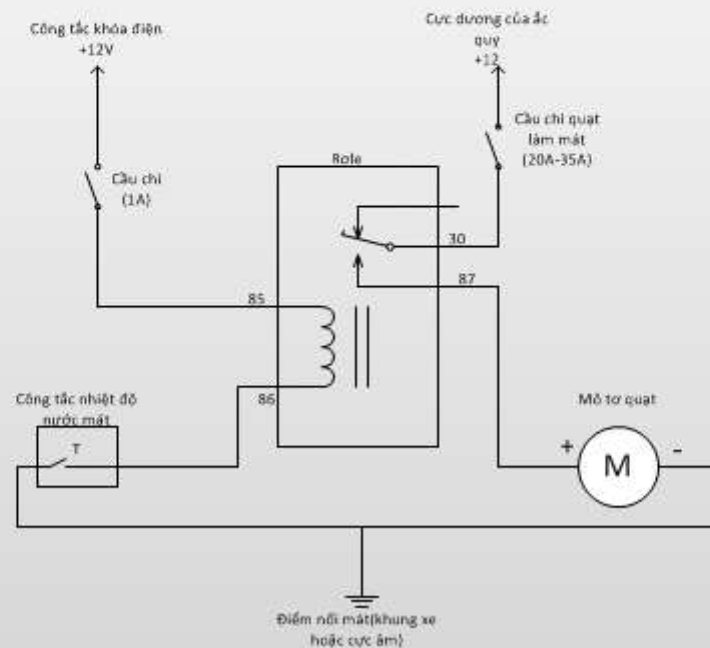 Công tắc khóa điện
+12V
Cực dương của ắc
quy
+12
Cầu chì quạt
làm mát
(20A-35A)
Cầu chì
(1A)
Role
30
87
85
86
Công tắc nhiệt độ
nước mát
T
Mô tơ quạt
+
M
-
Điểm nối mát(khung xe
hoặc cực âm)